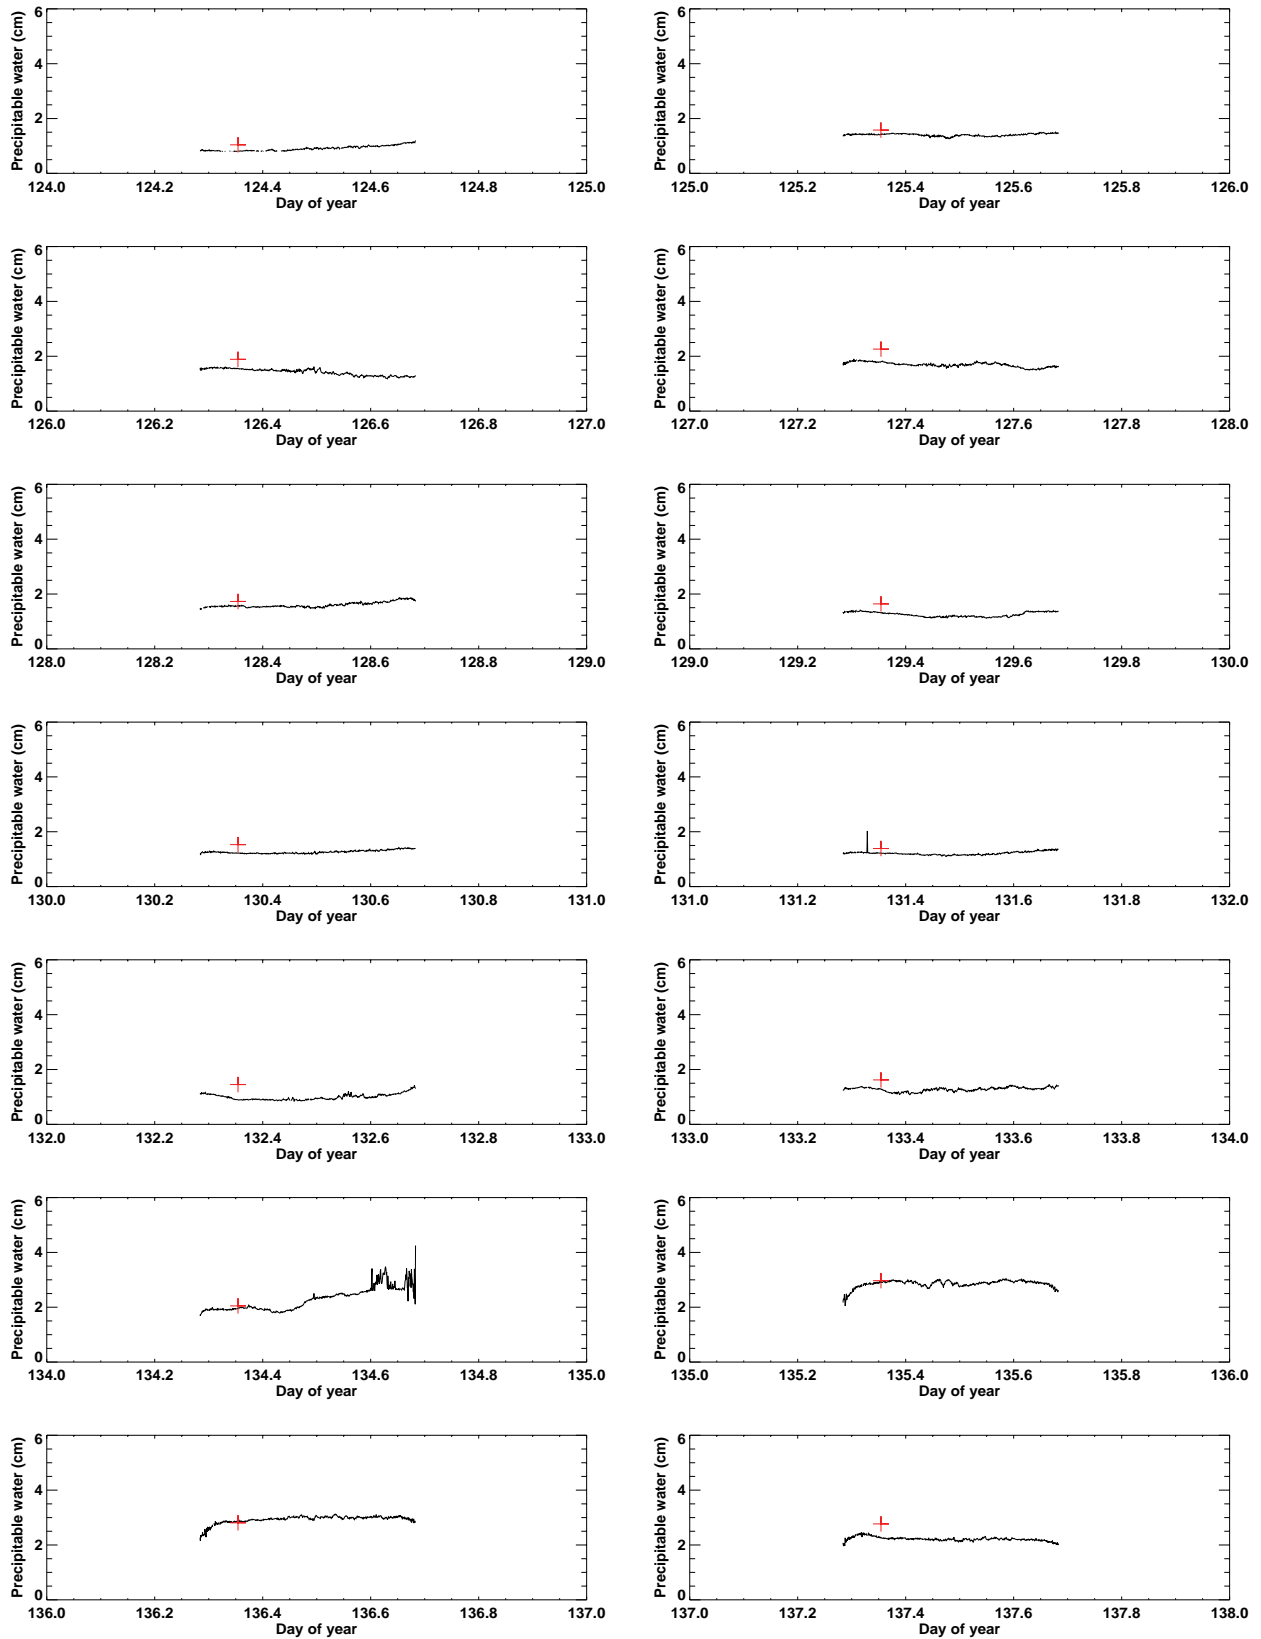 Precipitable water (cm)
6
4
2
0
124.0 124.2 124.4 124.6 124.8 125.0
Day of year
Precipitable water (cm)
6
4
2
0
125.0 125.2 125.4 125.6 125.8 126.0
Day of year
Precipitable water (cm)
6
4
2
0
126.0 126.2 126.4 126.6 126.8 127.0
Day of year
Precipitable water (cm)
6
4
2
0
127.0 127.2 127.4 127.6 127.8 128.0
Day of year
Precipitable water (cm)
6
4
2
0
128.0 128.2 128.4 128.6 128.8 129.0
Day of year
Precipitable water (cm)
6
4
2
0
129.0 129.2 129.4 129.6 129.8 130.0
Day of year
Precipitable water (cm)
6
4
2
0
130.0 130.2 130.4 130.6 130.8 131.0
Day of year
Precipitable water (cm)
6
4
2
0
131.0 131.2 131.4 131.6 131.8 132.0
Day of year
Precipitable water (cm)
6
4
2
0
132.0 132.2 132.4 132.6 132.8 133.0
Day of year
Precipitable water (cm)
6
4
2
0
133.0 133.2 133.4 133.6 133.8 134.0
Day of year
Precipitable water (cm)
6
4
2
0
134.0 134.2 134.4 134.6 134.8 135.0
Day of year
Precipitable water (cm)
6
4
2
0
135.0 135.2 135.4 135.6 135.8 136.0
Day of year
Precipitable water (cm)
6
4
2
0
136.0 136.2 136.4 136.6 136.8 137.0
Day of year
Precipitable water (cm)
6
4
2
0
137.0 137.2 137.4 137.6 137.8 138.0
Day of year